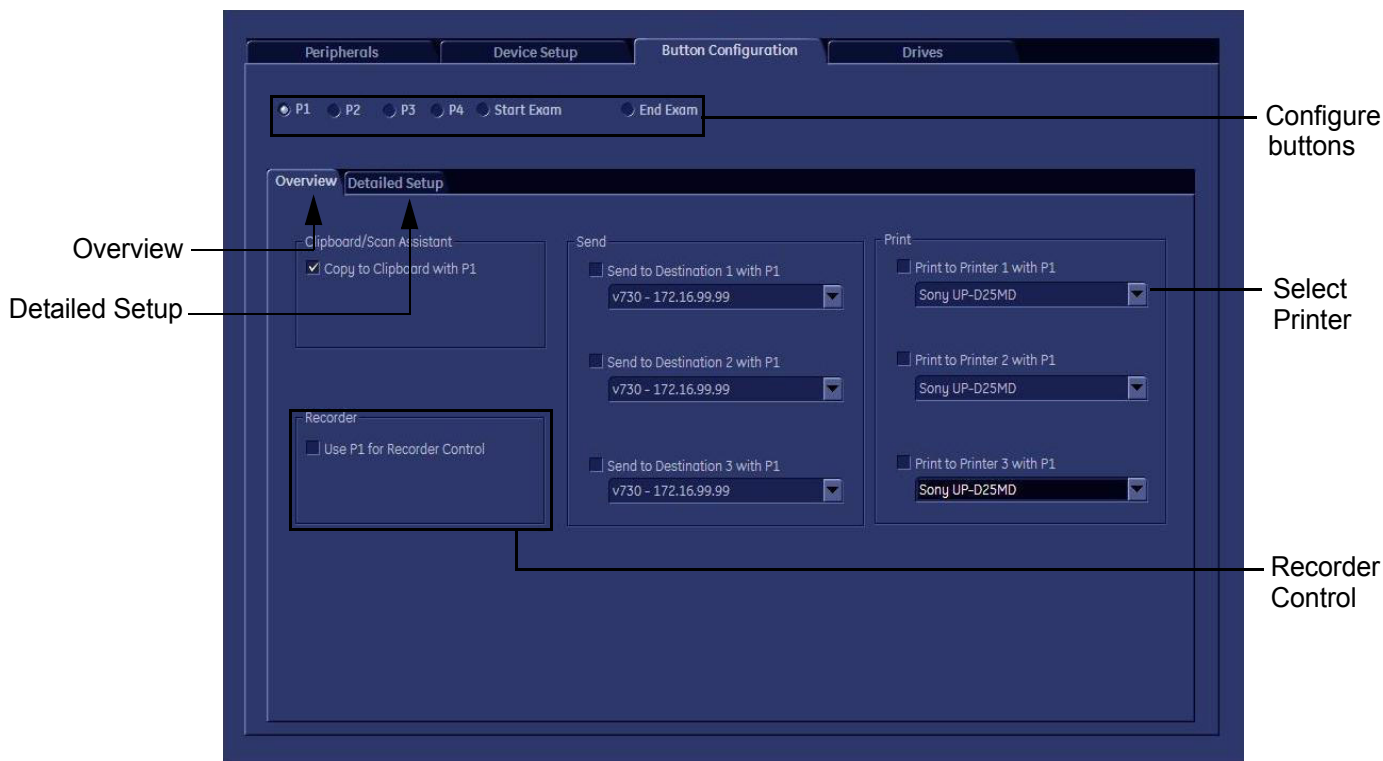 Peripherals
Device Setup
Button Configuration
Drives
P1
P2
P3
P4
Start Exam
End Exam
Configure
buttons
Overview
Detailed Setup
Overview
Detailed Setup
Clipboard/Scan Assistant
Copy to Clipboard with P1
Recorder
Use P1 for Recorder Control
Send
Send to Destination 1 with P1
v730 - 172.16.99.99
Send to Destination 2 with P1
v730 - 172.16.99.99
Send to Destination 3 with P1
v730 - 172.16.99.99
Print
Print to Printer 1 with P1
Sony UP-D25MD
Print to Printer 2 with P1
Sony UP-D25MD
Print to Printer 3 with P1
Sony UP-D25MD
Select
Printer
Recorder
Control